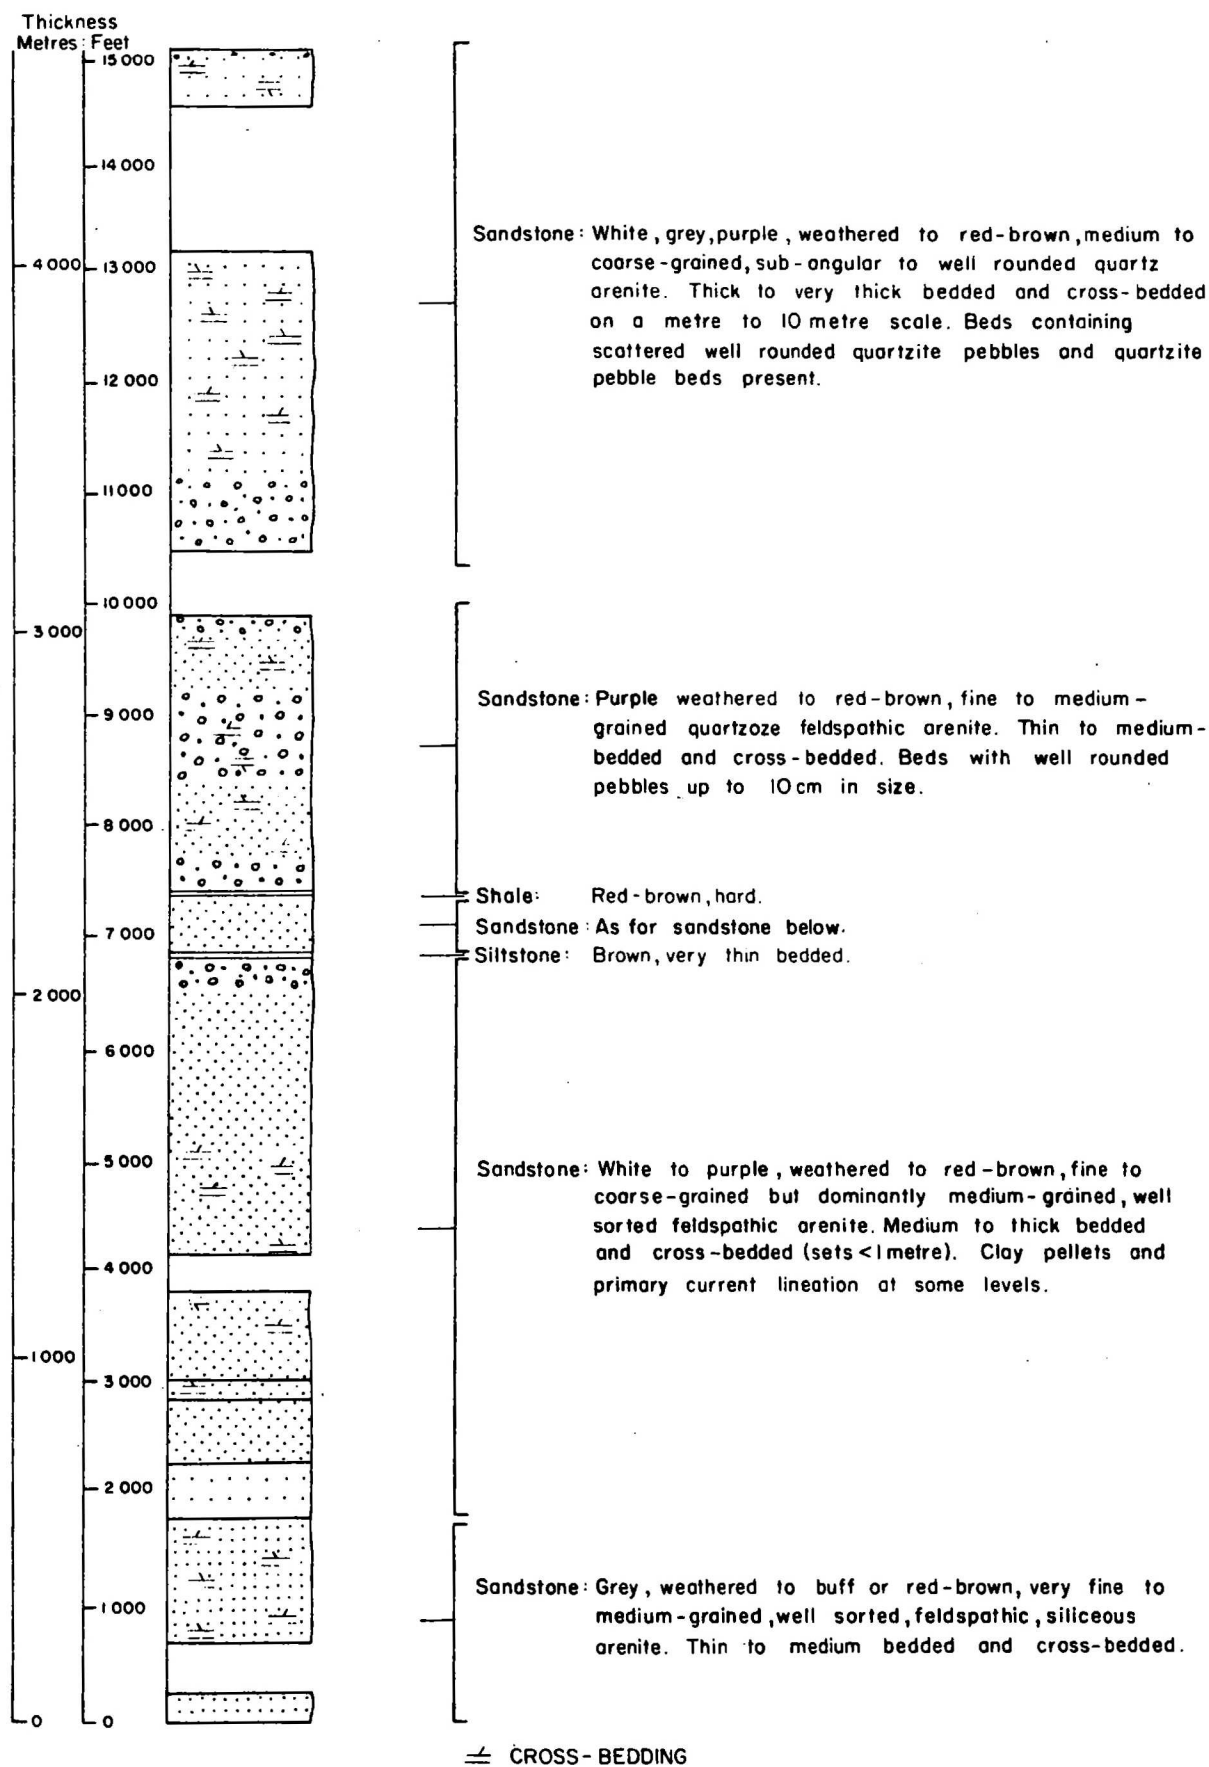 Thickness
Metres : Feet
15 000
14 000
4 000
13 000
12 000
11 000
10 000
3 000
9 000
8 000
7 000
2 000
6 000
5 000
4 000
1 000
3 000
2 000
1 000
0
0
Sandstone : White , grey , purple , weathered to red-brown , medium to
coarse-grained , sub-angular to well rounded quartz
arenite. Thick to very thick bedded and cross-bedded
on a metre to 10 metre scale. Beds containing
scattered well rounded quartzite pebbles and quartzite
pebble beds present.
Sandstone : Purple weathered to red-brown , fine to medium-
grained quartzoze feldspathic arenite. Thin to medium-
bedded and cross-bedded. Beds with well rounded
pebbles up to 10cm in size.
Shale: Red-brown , hard.
Sandstone : As for sandstone below.
Siltstone: Brown , very thin bedded.
Sandstone : White to purple , weathered to red-brown , fine to
coarse-grained but dominantly medium-grained , well
sorted feldspathic arenite. Medium to thick bedded
and cross-bedded (sets < 1 metre). Clay pellets and
primary current lineation at some levels.
Sandstone : Grey , weathered to buff or red-brown , very fine to
medium-grained , well sorted , feldspathic , siliceous
arenite. Thin to medium bedded and cross-bedded.
CROSS-BEDDING